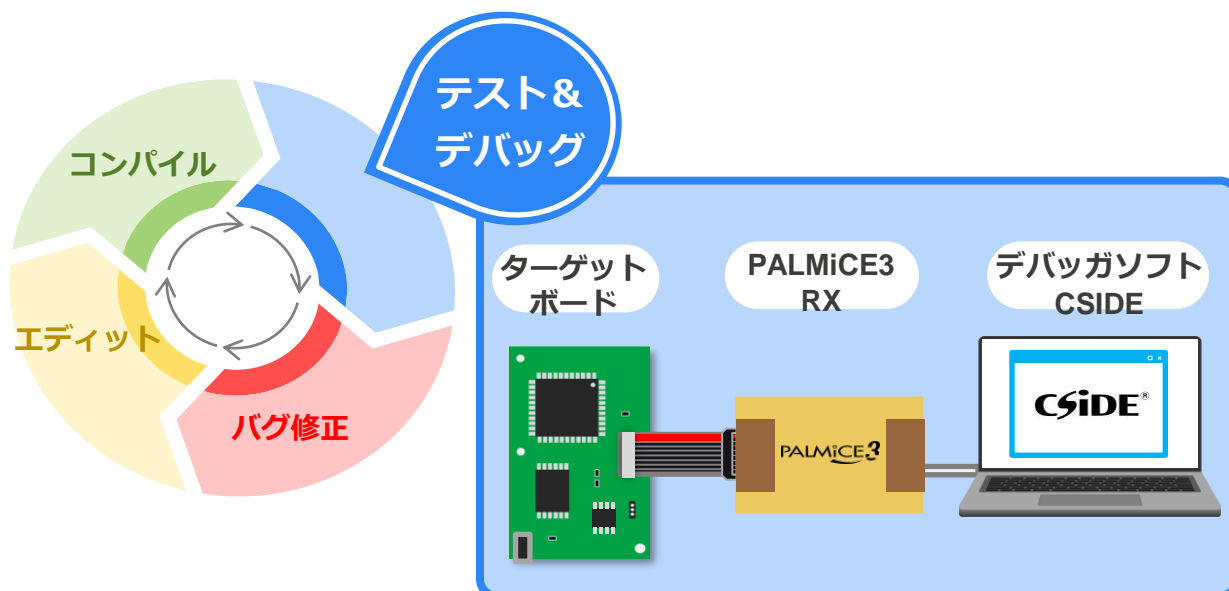 テスト&
デバッグ
コンパイル
エディット
バグ修正
ターゲット
ボード
PALMiCE3
RX
デバッガソフト
CSIDE
PALMiCE3
CSiDE®